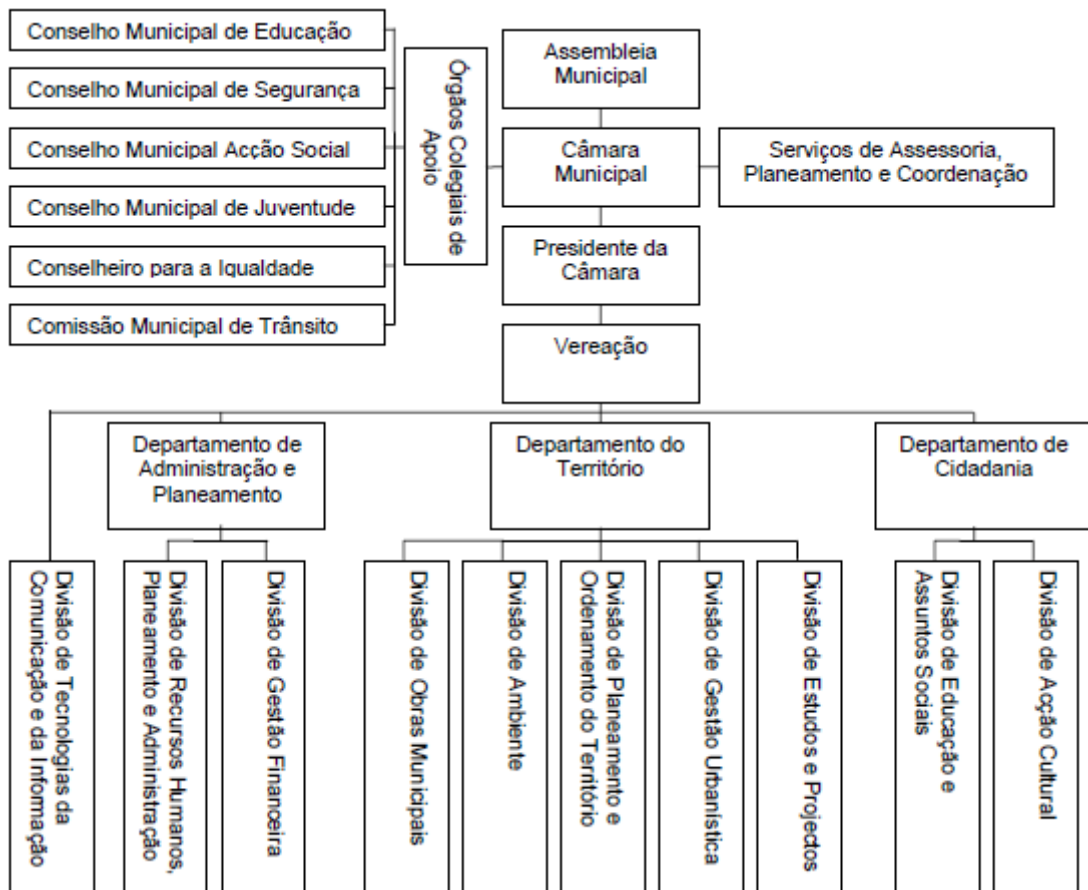 Conselho Municipal de Educação
Conselho Municipal de Segurança
Conselho Municipal Acção Social
Conselho Municipal de Juventude
Conselheiro para a Igualdade
Comissão Municipal de Trânsito
Órgãos Colegiais de
Apoio
Assembleia
Municipal
Câmara
Municipal
Serviços de Assessoria,
Planeamento e Coordenação
Presidente da
Câmara
Vereação
Departamento de
Administração e
Planeamento
Departamento do
Território
Departamento de
Cidadania
Divisão de Tecnologias da
Comunicação e da Informação
Divisão de Recursos Humanos,
Planeamento e Administração
Divisão de Gestão Financeira
Divisão de Obras Municipais
Divisão de Ambiente
Divisão de Planeamento e
Ordenamento do Território
Divisão de Gestão Urbanística
Divisão de Estudos e Projectos
Divisão de Educação e
Assuntos Sociais
Divisão de Acção Cultural